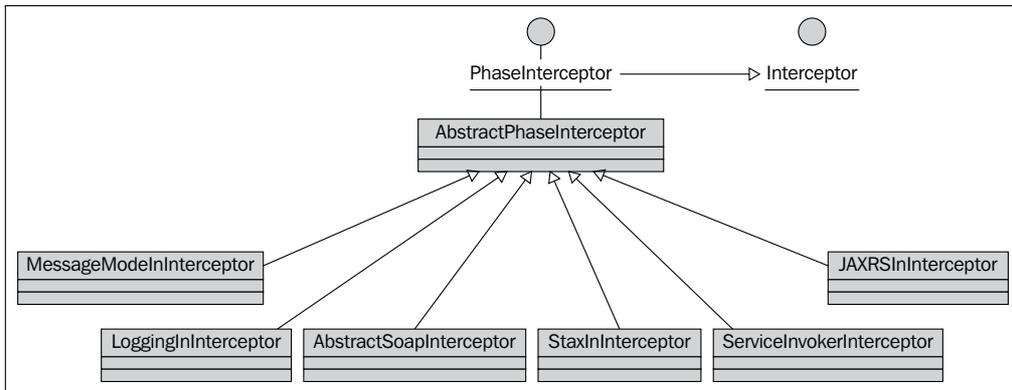 PhaseInterceptor
Interceptor
AbstractPhaseInterceptor
MessageModeInInterceptor
JAXRSInInterceptor
LoggingInInterceptor
AbstractSoapInterceptor
StaxInInterceptor
ServiceInvokerInterceptor